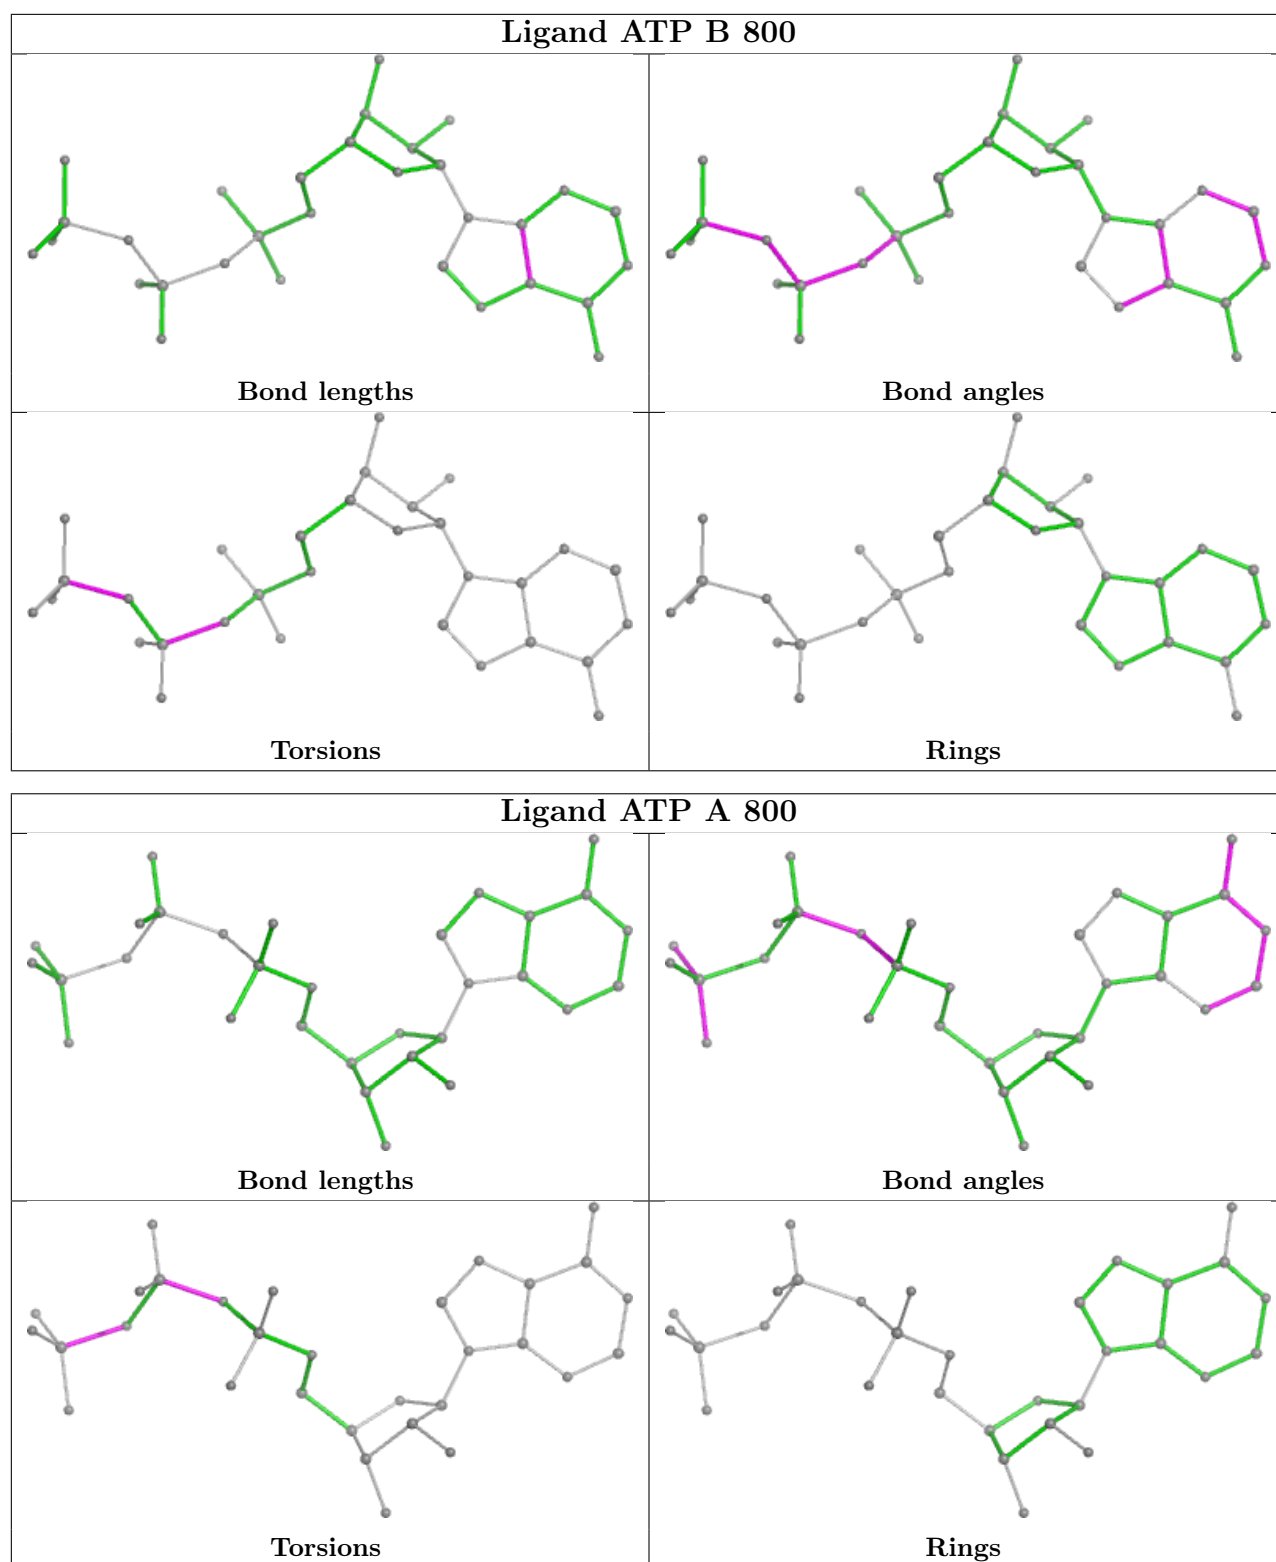 Ligand ATP B 800
Bond lengths
Bond angles
Torsions
Rings
Ligand ATP A 800
Bond lengths
Bond angles
Torsions
Rings